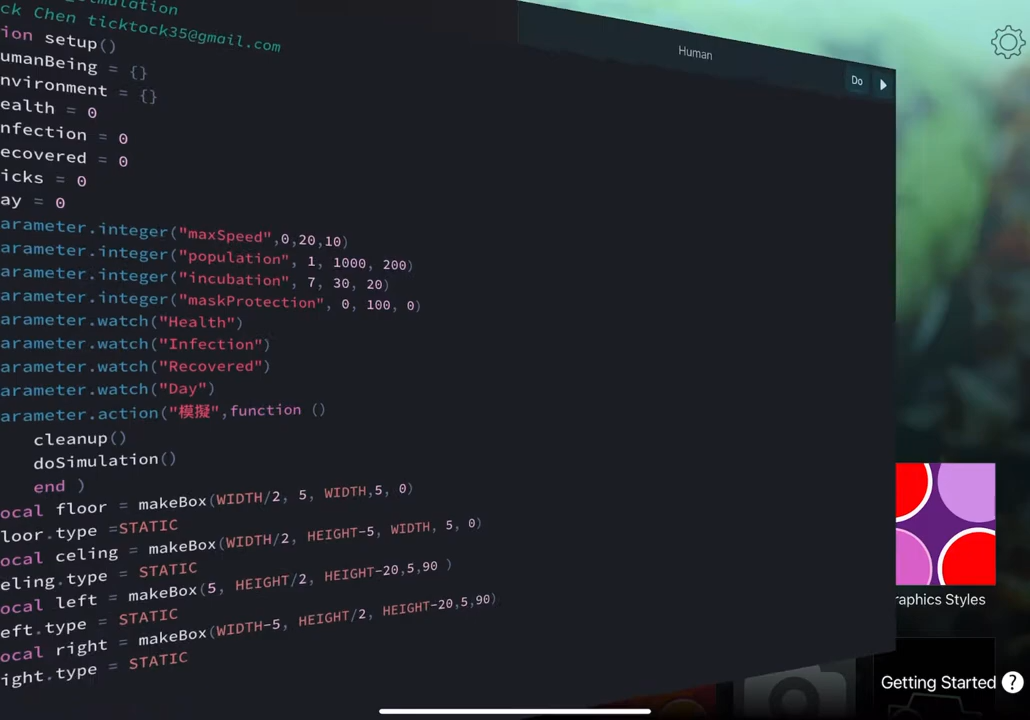 ck Chen ticktock35@gmail.com
ion setup()
umanBeing = {}
nvironment = {}
ealth = 0
nfection = 0
ecovered = 0
icks = 0
ay = 0
arameter.integer("maxSpeed",0,20,10)
arameter.integer("population", 1, 1000, 200)
arameter.integer("incubation", 7, 30, 20)
arameter.integer("maskProtection", 0, 100, 0)
arameter.watch("Health")
arameter.watch("Infection")
arameter.watch("Recovered")
arameter.watch("Day")
arameter.action("模擬",function ()
cleanup()
doSimulation()
end )
ocal floor = makeBox(WIDTH/2, 5, WIDTH,5, 0)
loor.type =STATIC
ocal celing = makeBox(WIDTH/2, HEIGHT-5, WIDTH, 5, 0)
eling.type = STATIC
ocal left = makeBox(5, HEIGHT/2, HEIGHT-20,5,90 )
eft.type = STATIC
ocal right = makeBox(WIDTH-5, HEIGHT/2, HEIGHT-20,5,90)
ight.type = STATIC
Human
Do
raphics Styles
Getting Started ?